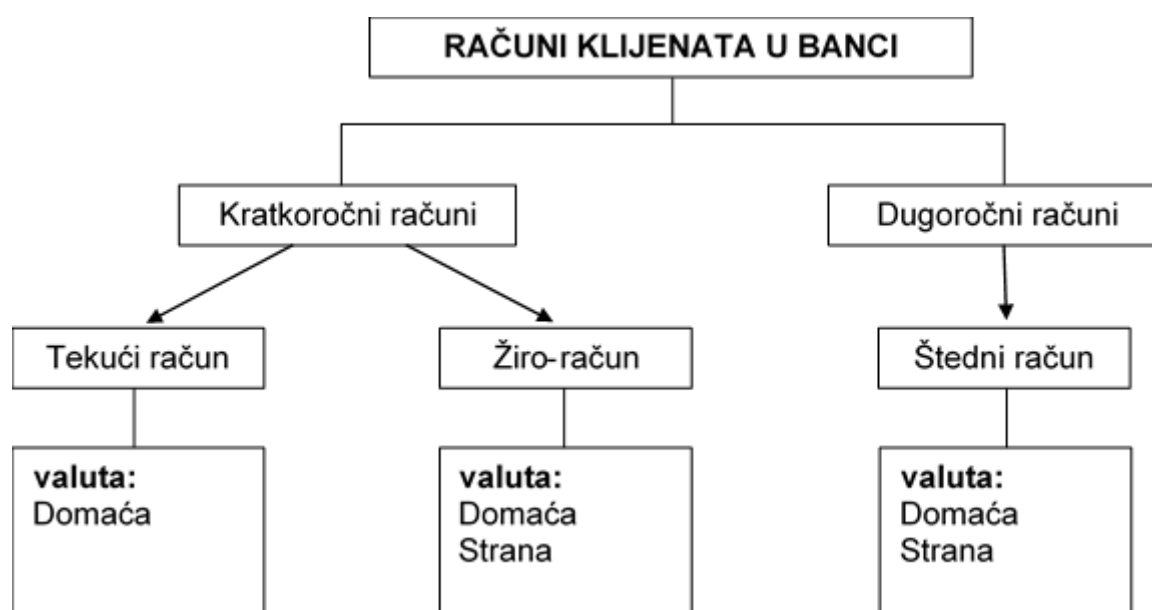 RAČUNI KLIJENATA U BANCI
Kratkoročni računi
Dugoročni računi
Tekući račun
Žiro-račun
Štedni račun
valuta:
Domaća
valuta:
Domaća
Strana
valuta:
Domaća
Strana